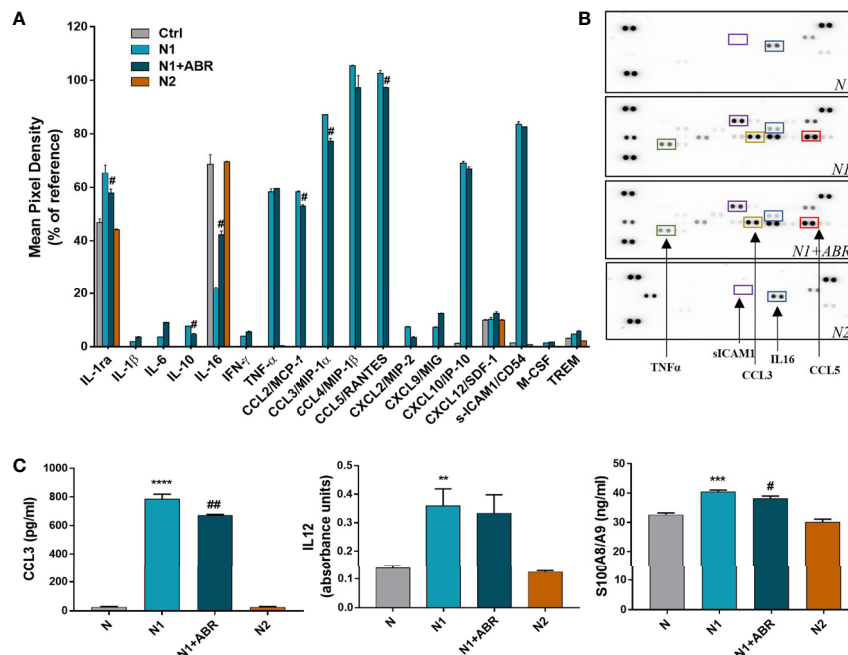 A
Mean Pixel Density
(% of reference)
120
100
80
60
40
20
0
Ctrl
N1
N1+ABR
N2
#
#
#
#
#
#
IL-1ra
IL-1β
IL-6
IL-10
IL-16
IFN-γ
TNF-α
CCL2/MCP-1
CCL3/MIP-1α
CCL4/MIP-1β
CCL5/RANTES
CXCL2/MIP-2
CXCL9/MIG
CXCL10/IP-10
CXCL12/SDF-1
s-ICAM1/CD54
M-CSF
TREM
B
N
N1
N1+ABR
N2
TNFα
sICAM1
CCL3
IL16
CCL5
C
CCL3 (pg/ml)
1000
800
600
400
200
0
****
##
N
N1
N1+ABR
N2
IL12
(absorbance units)
0.5
0.4
0.3
0.2
0.1
0.0
**
N
N1
N1+ABR
N2
S100A8/A9 (ng/ml)
50
40
30
20
10
0
***
#
N
N1
N1+ABR
N2